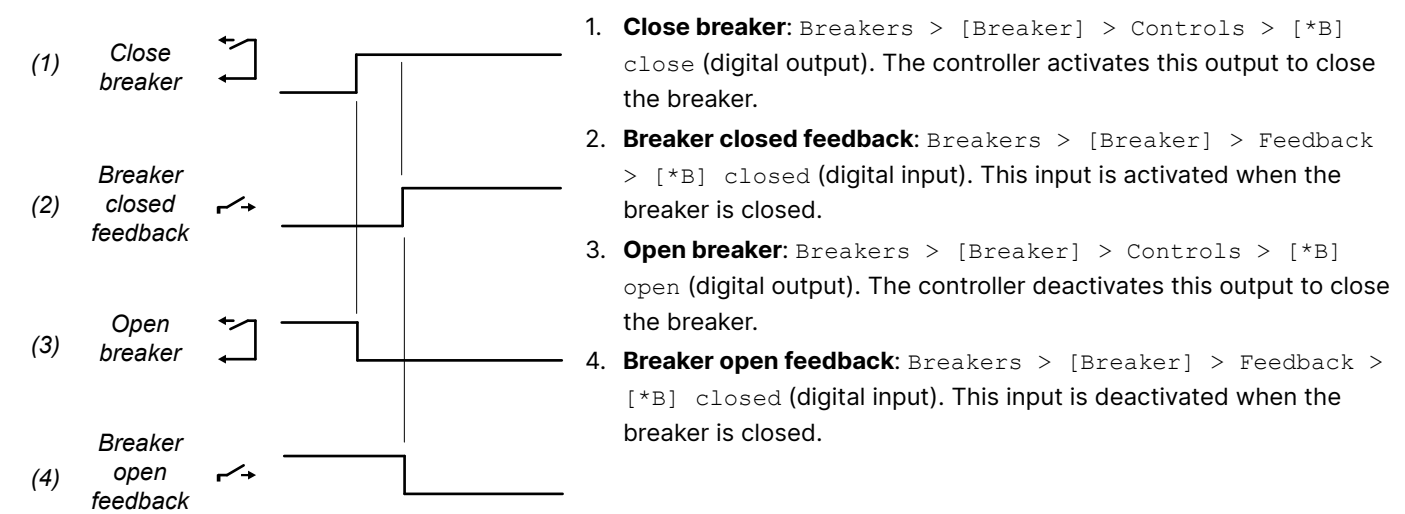 (1)
Close
breaker
(2)
Breaker
closed
feedback
(3)
Open
breaker
(4)
Breaker
open
feedback
1. Close breaker: Breakers > [Breaker] > Controls > [*B]
close (digital output). The controller activates this output to close
the breaker.
2. Breaker closed feedback: Breakers > [Breaker] > Feedback
> [*B] closed (digital input). This input is activated when the
breaker is closed.
3. Open breaker: Breakers > [Breaker] > Controls > [*B]
open (digital output). The controller deactivates this output to close
the breaker.
4. Breaker open feedback: Breakers > [Breaker] > Feedback >
[*B] closed (digital input). This input is deactivated when the
breaker is closed.